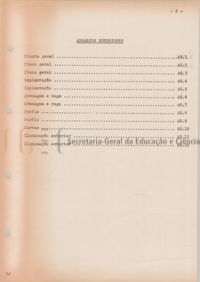 - 2 -
ARRANJOS EXTERIORES
Planta geral ........ AE.1
Plano geral ........ AE.2
Plano geral ........ AE.3
Implantação ........ AE.4
Implantação ........ AE.5
Drenagem e rega ........ AE.6
Drenagem e rega ........ AE.7
Perfis ........ AE.8
Perfis ........ AE.9
Cortes ........ AE.10
Iluminação exterior ........ AE.11
Iluminação exterior
Secretaria-Geral da Educação e Ciência